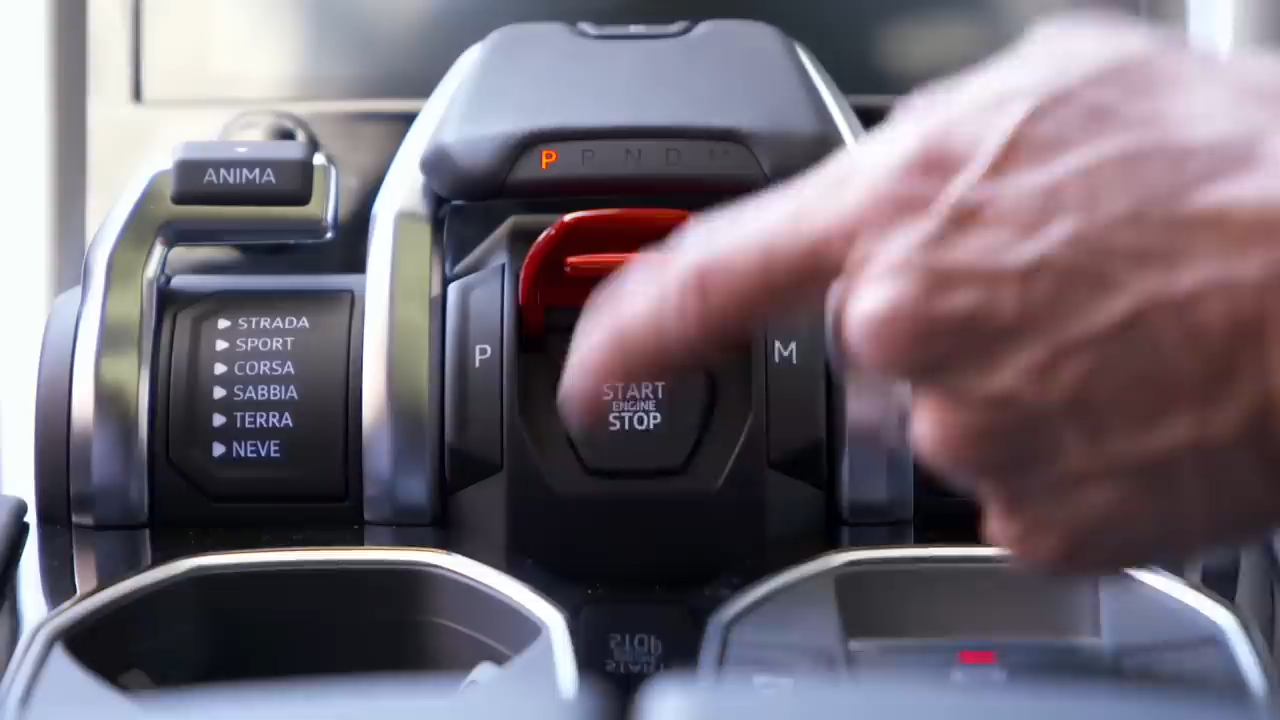 P R N D M
ANIMA
STRADA
SPORT
CORSA
SABBIA
TERRA
NEVE
P
M
START
ENGINE
STOP